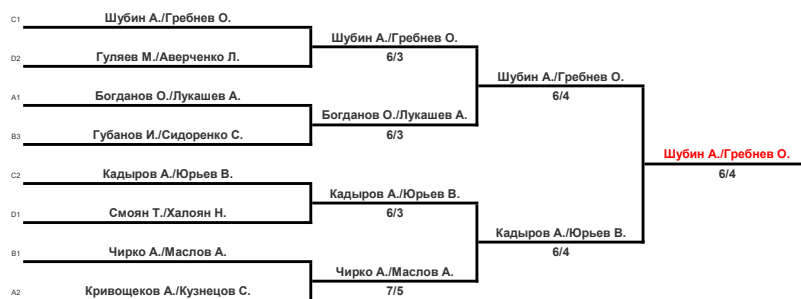 C1 Шубин А./Гребнев О.
Шубин А./Гребнев О.
D2 Гуляев М./Аверченко Л.
6/3
Шубин А./Гребнев О.
A1 Богданов О./Лукашев А.
6/4
Богданов О./Лукашев А.
B3 Губанов И./Сидоренко С.
6/3
Шубин А./Гребнев О.
C2 Кадыров А./Юрьев В.
6/4
Кадыров А./Юрьев В.
D1 Смоян Т./Халоян Н.
6/3
Кадыров А./Юрьев В.
B1 Чирко А./Маслов А.
6/4
Чирко А./Маслов А.
A2 Кривощеков А./Кузнецов С.
7/5